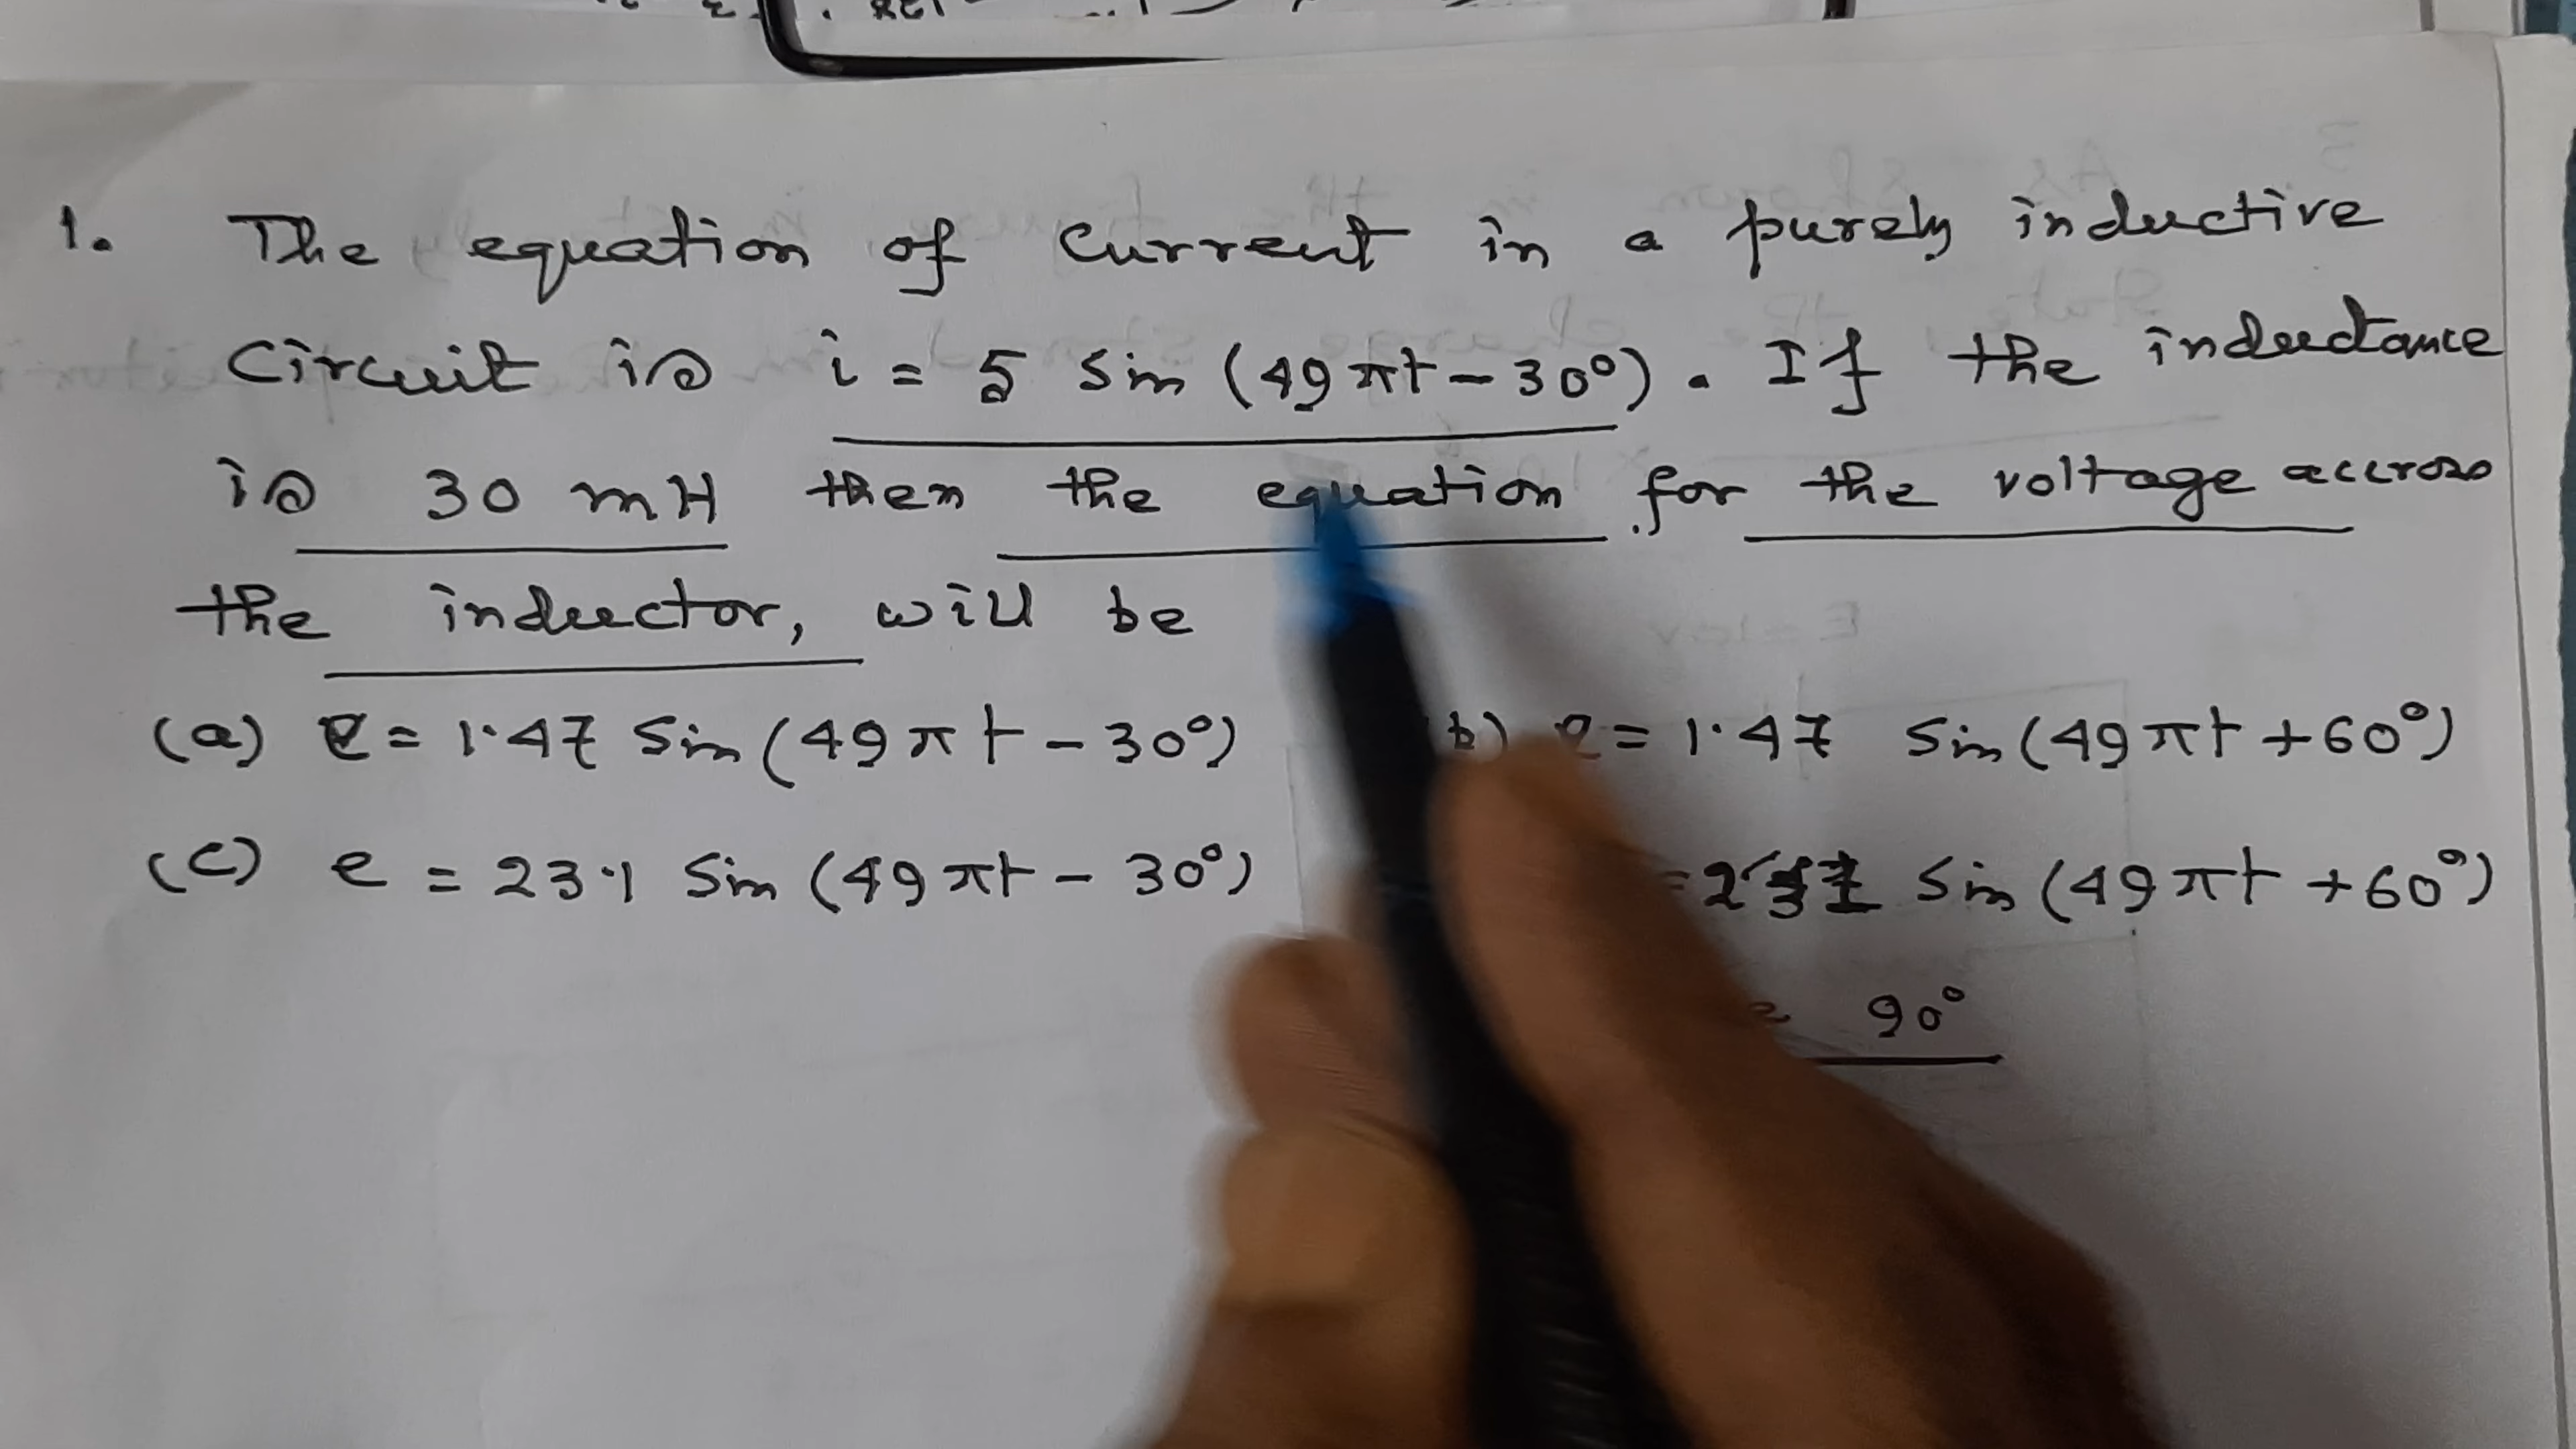 1. The equation of current in a purely inductive
Circuit is i = 5 Sin (49πt - 30°). If the inductance
is 30 mH then the equation for the voltage accross
the inductor, will be
(a) e = 1.47 Sin (49πt - 30°) (b) e = 1.47 Sin (49πt + 60°)
(c) e = 23.1 Sin (49πt - 30°) = Sin (49πt + 60°)
90°